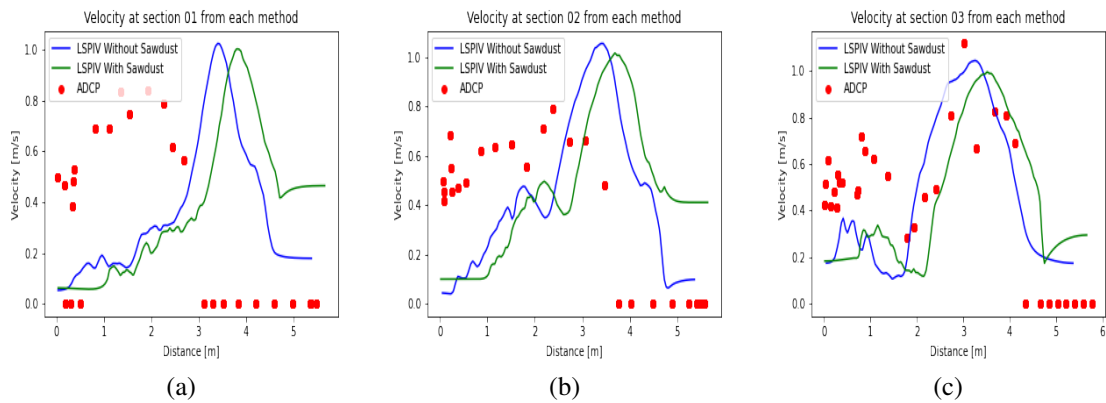 Velocity at section 01 from each method
LSPIV Without Sawdust
LSPIV With Sawdust
ADCP
Velocity [m/s]
1.0
0.8
0.6
0.4
0.2
0.0
0 1 2 3 4 5
Distance [m]
(a)
Velocity at section 02 from each method
LSPIV Without Sawdust
LSPIV With Sawdust
ADCP
Velocity [m/s]
1.0
0.8
0.6
0.4
0.2
0.0
0 1 2 3 4 5
Distance [m]
(b)
Velocity at section 03 from each method
LSPIV Without Sawdust
LSPIV With Sawdust
ADCP
Velocity [m/s]
1.0
0.8
0.6
0.4
0.2
0.0
0 1 2 3 4 5 6
Distance [m]
(c)